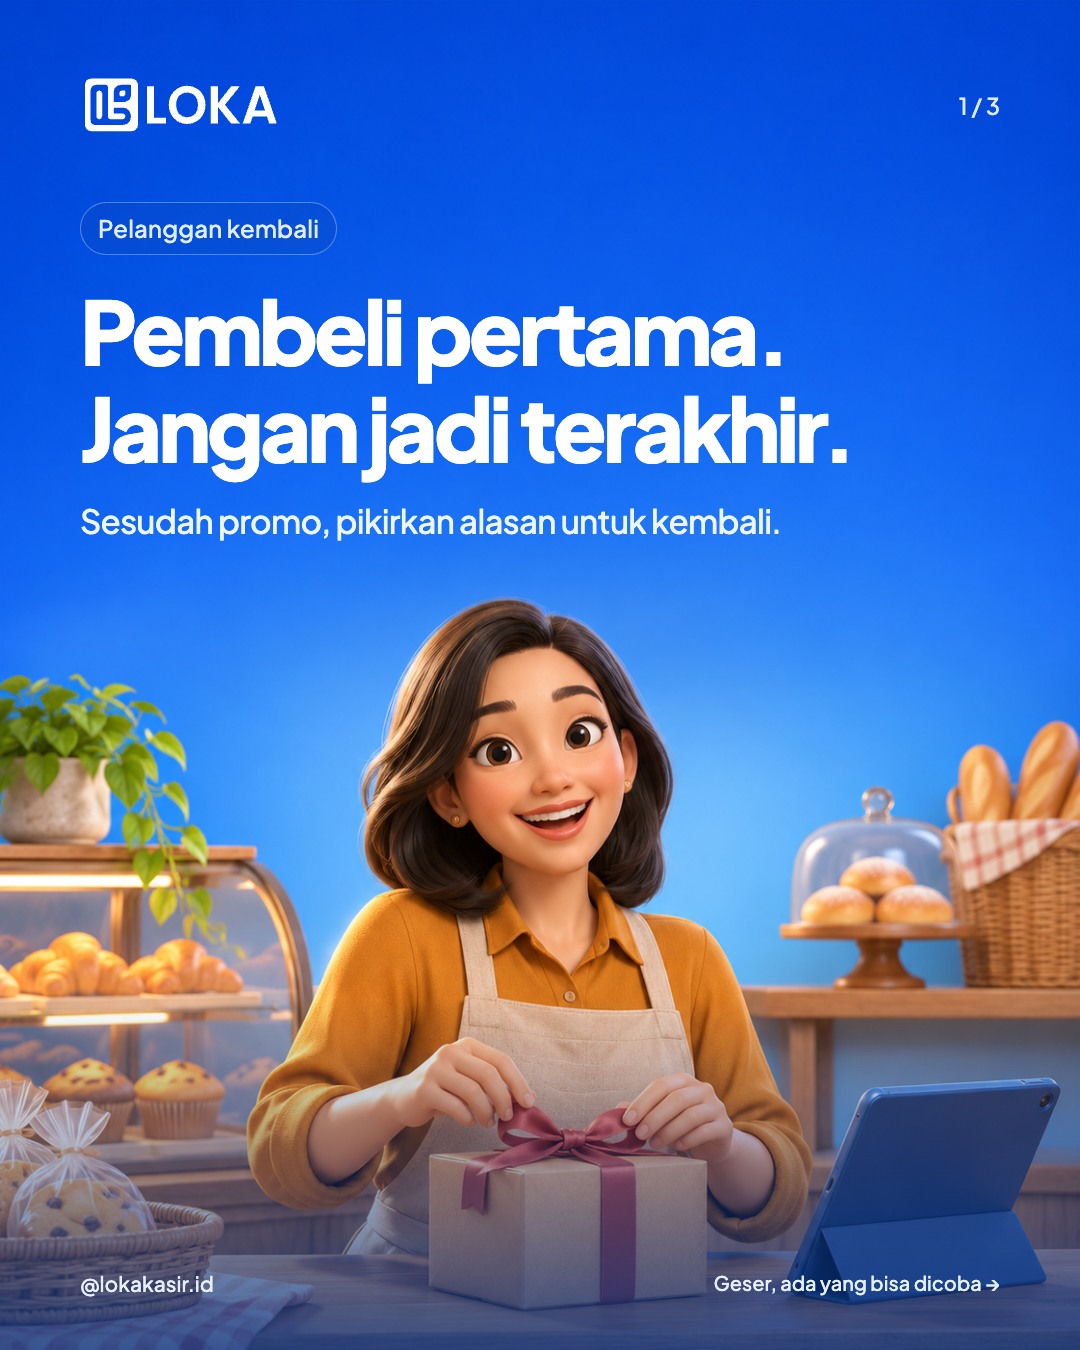 LOKA
1 / 3
Pelanggan kembali
Pembeli pertama.
Jangan jadi terakhir.
Sesudah promo, pikirkan alasan untuk kembali.
@lokakasir.id
Geser, ada yang bisa dicoba →